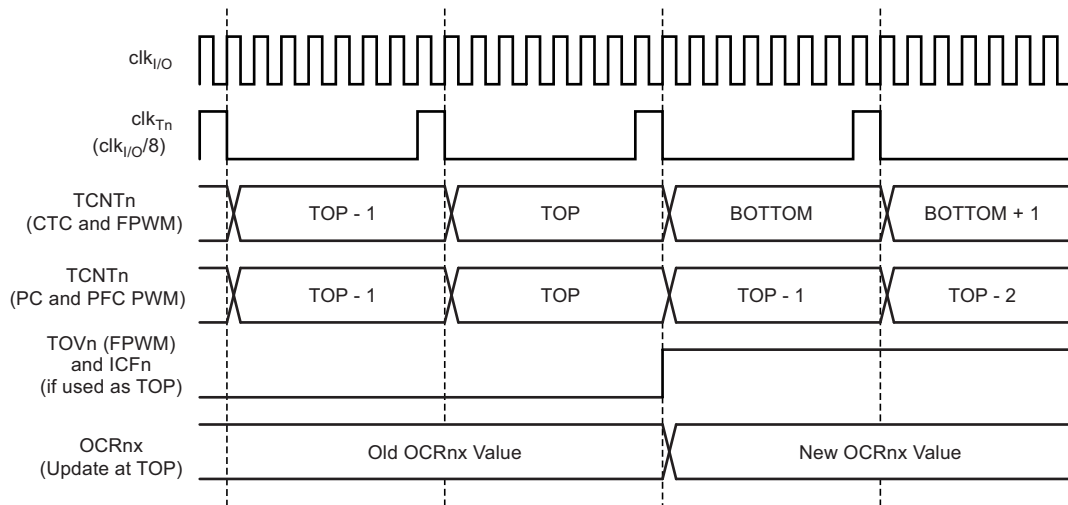 clkI/O
clkTn
(clkI/O/8)
TCNTn
(CTC and FPWM)
TOP - 1
TOP
BOTTOM
BOTTOM + 1
TCNTn
(PC and PFC PWM)
TOP - 1
TOP
TOP - 1
TOP - 2
TOVn (FPWM)
and ICFn
(if used as TOP)
OCRnx
(Update at TOP)
Old OCRnx Value
New OCRnx Value